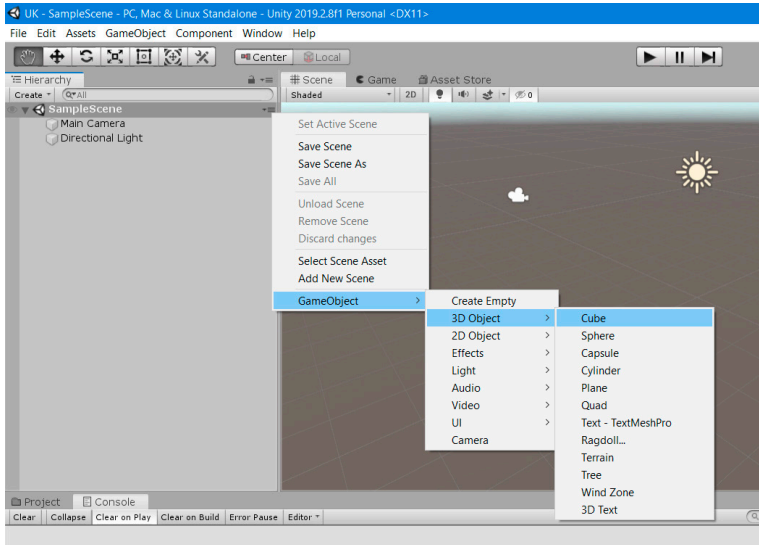 UK - SampleScene - PC, Mac & Linux Standalone - Unity 2019.2.8f1 Personal <DX11>
File Edit Assets GameObject Component Window Help
Center Local
Hierarchy
Create All
SampleScene
Main Camera
Directional Light
Scene Game Asset Store
Shaded 2D 0
Set Active Scene
Save Scene
Save Scene As
Save All
Unload Scene
Remove Scene
Discard changes
Select Scene Asset
Add New Scene
GameObject
Create Empty
3D Object
2D Object
Effects
Light
Audio
Video
UI
Camera
Cube
Sphere
Capsule
Cylinder
Plane
Quad
Text - TextMeshPro
Ragdoll...
Terrain
Tree
Wind Zone
3D Text
Project Console
Clear Collapse Clear on Play Clear on Build Error Pause Editor